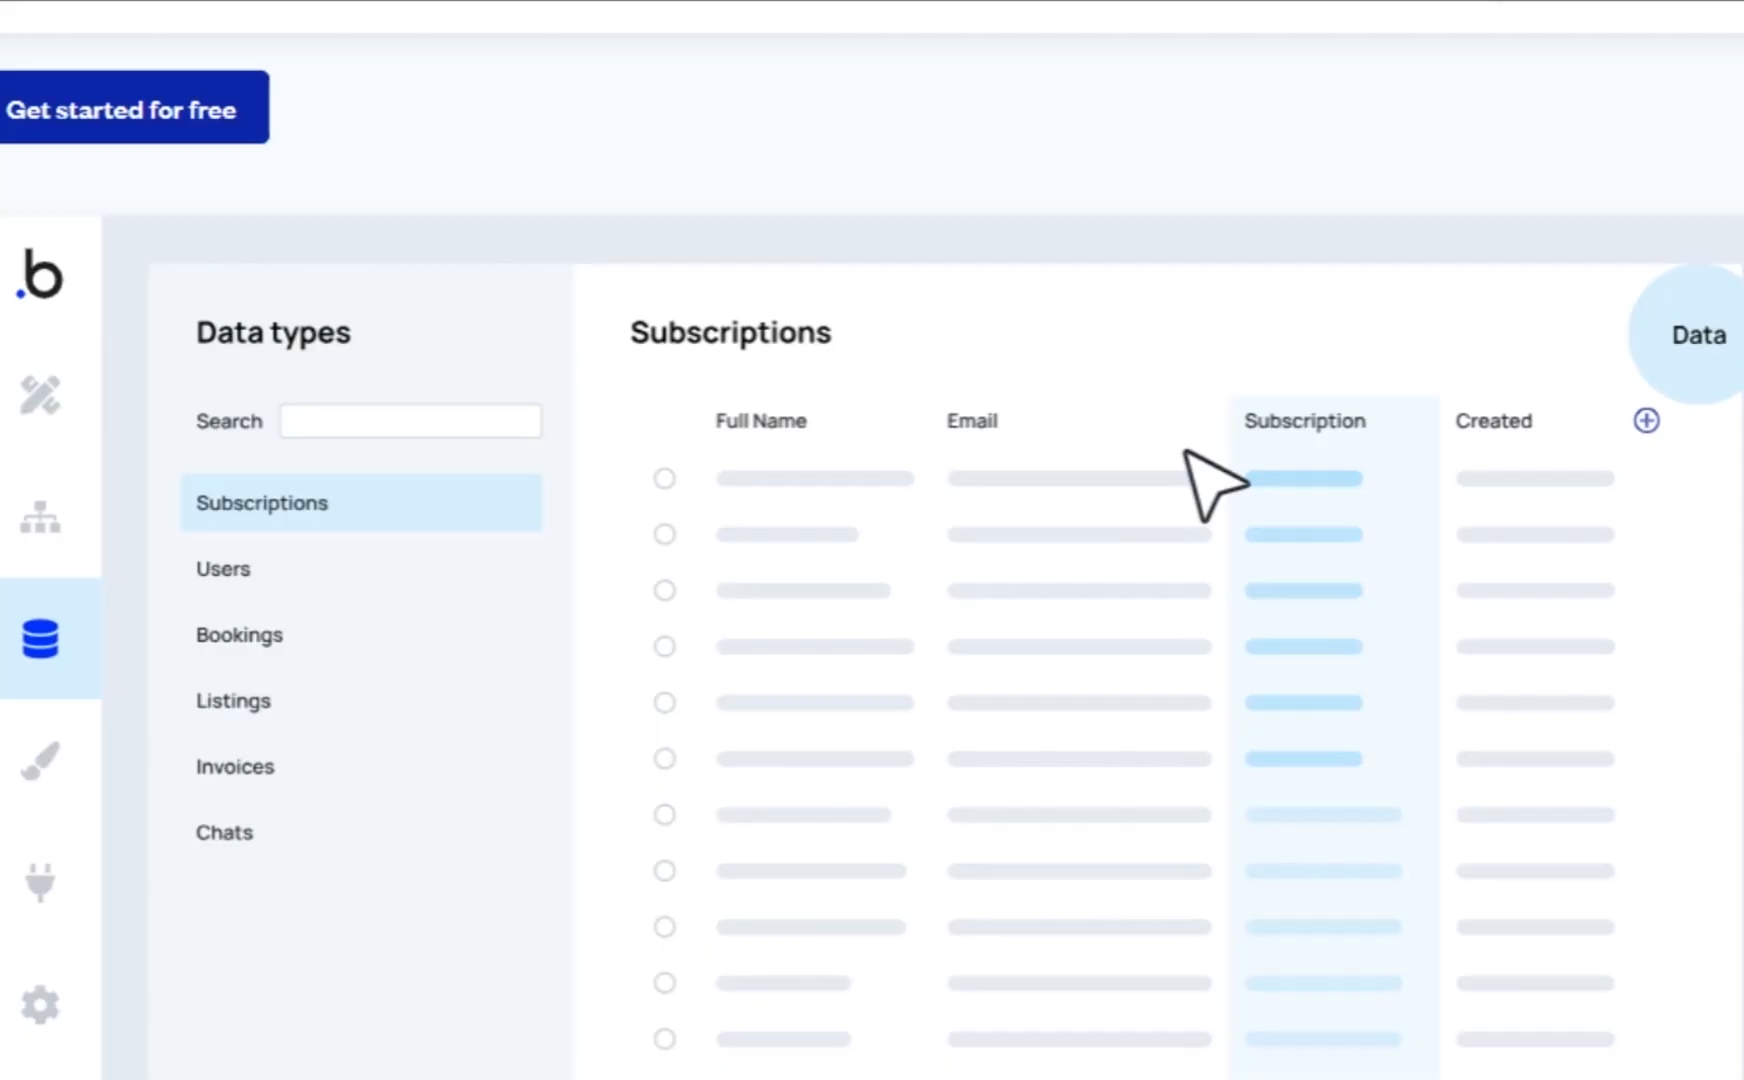 Get started for free
.b
Data types
Subscriptions
Data
Search
Full Name
Email
Subscription
Created
Subscriptions
Users
Bookings
Listings
Invoices
Chats